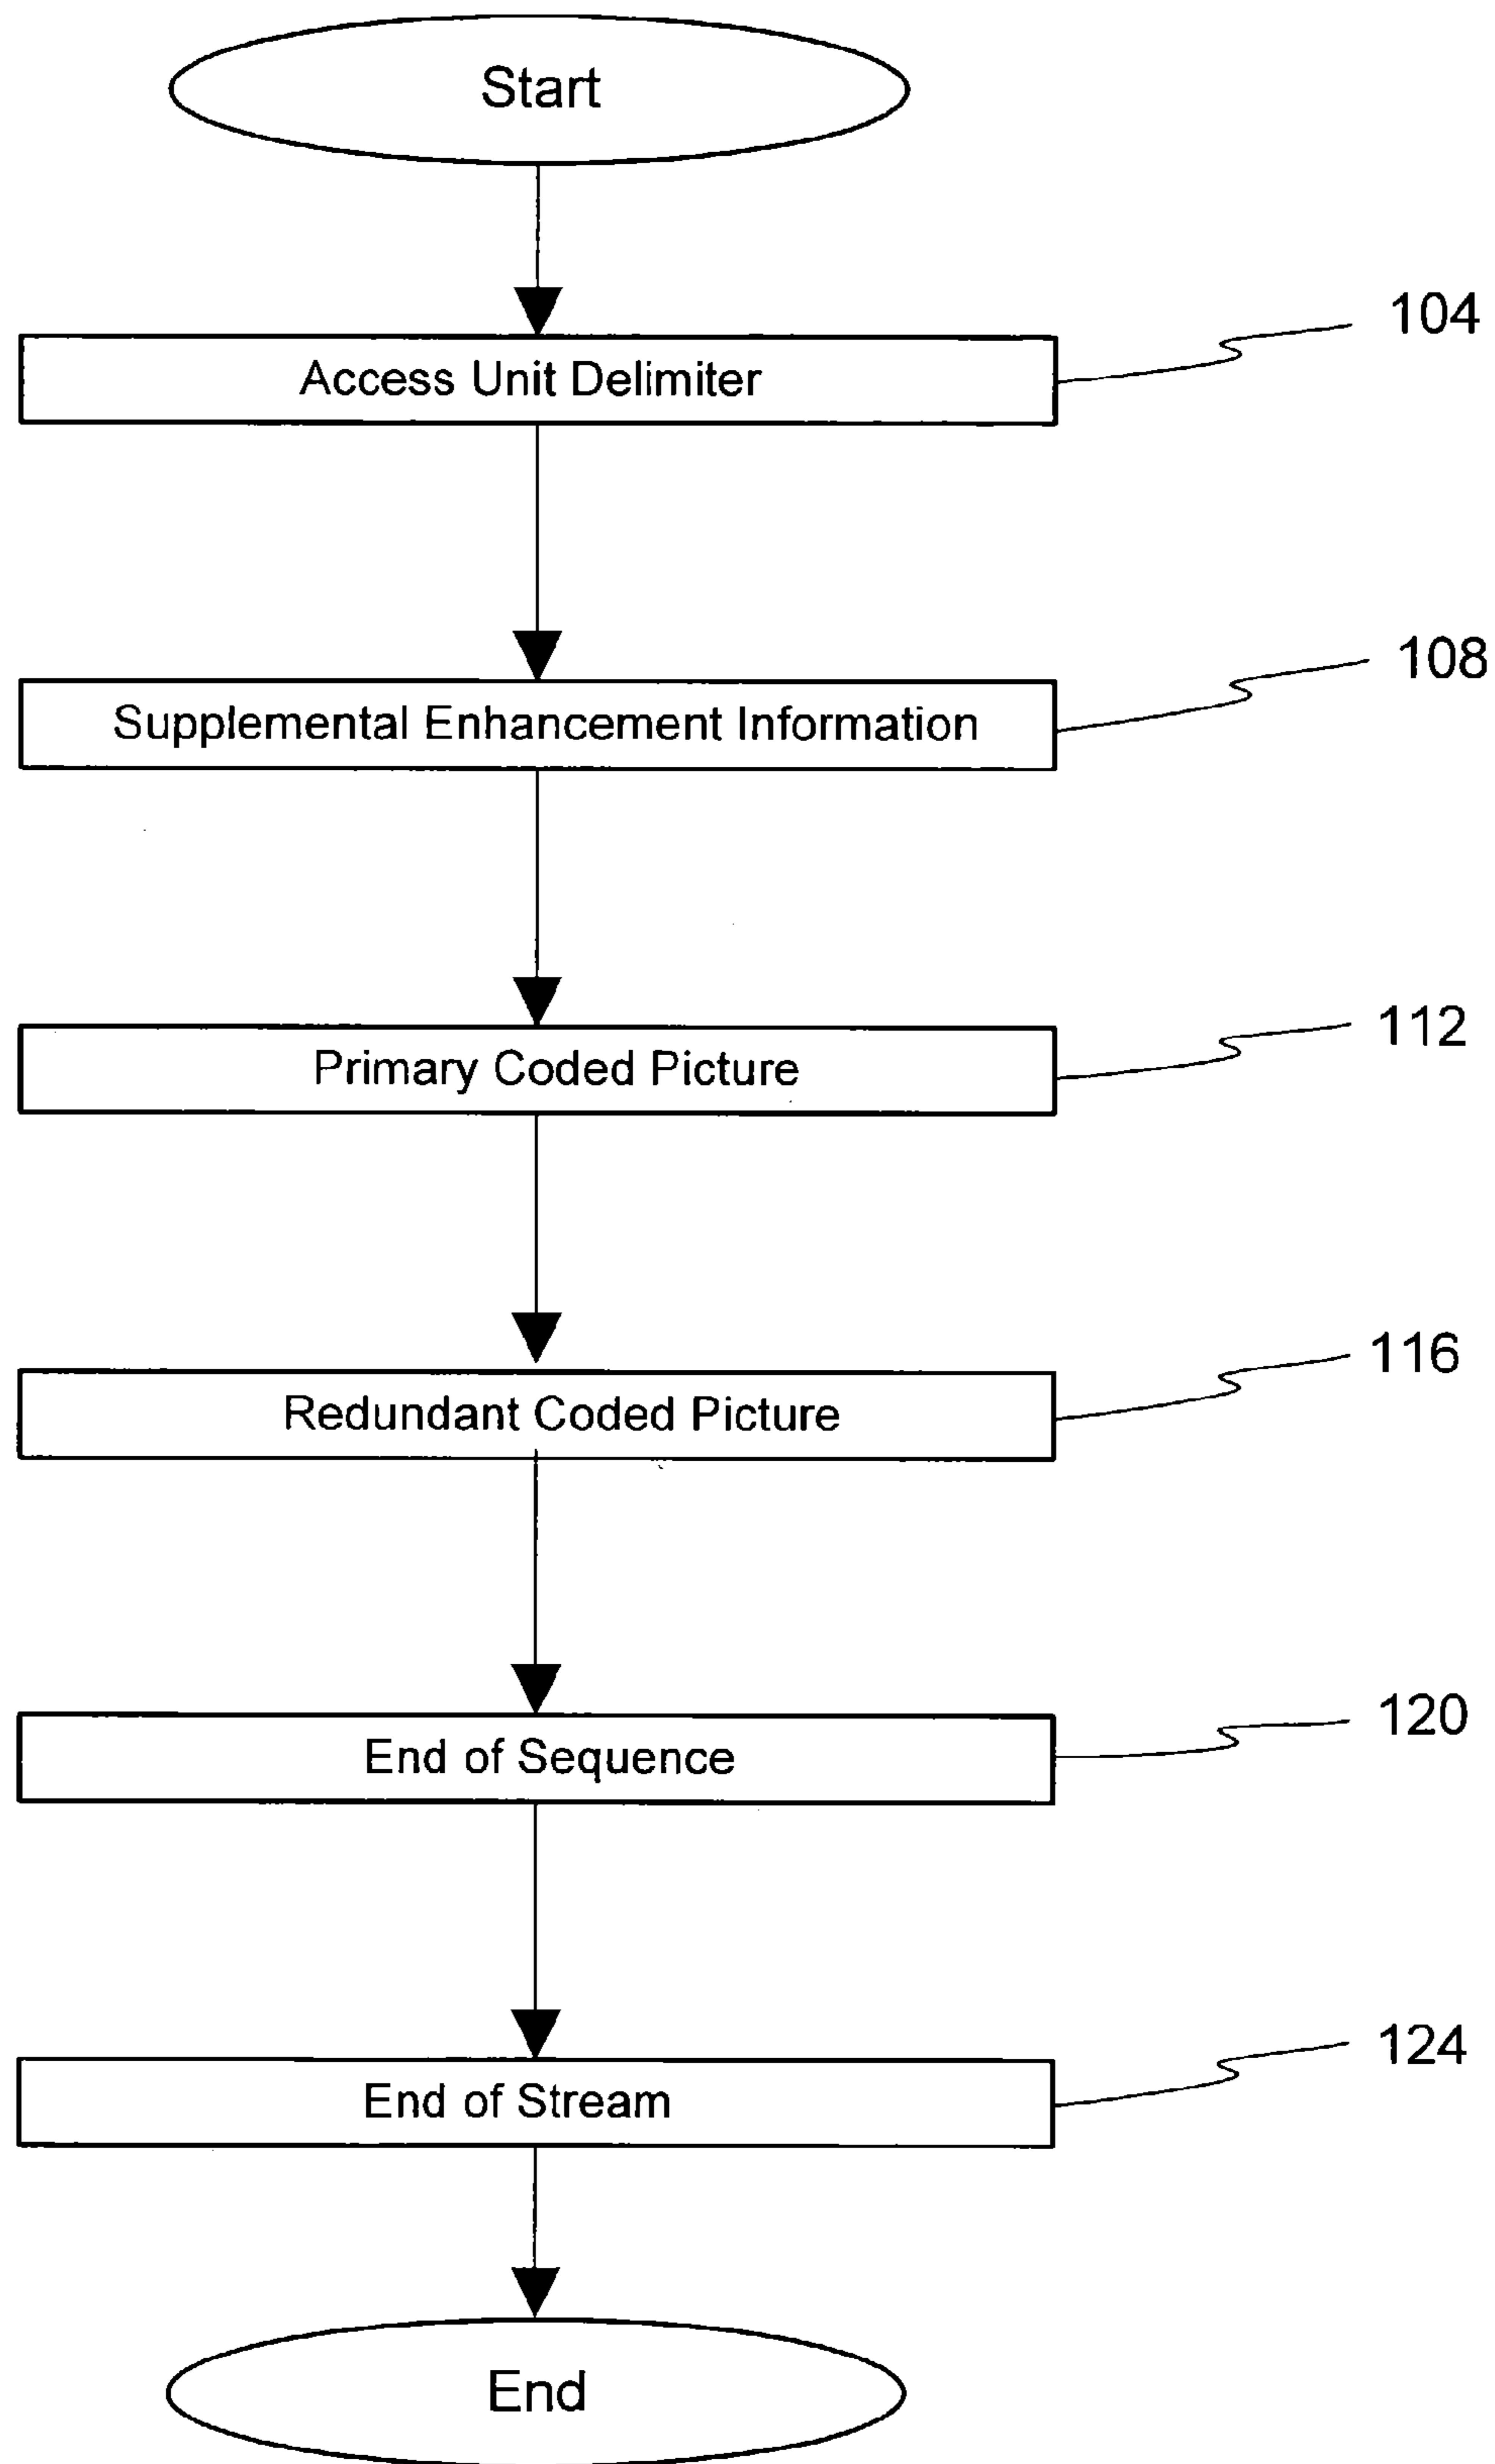 Start
Access Unit Delimiter
104
Supplemental Enhancement Information
108
Primary Coded Picture
112
Redundant Coded Picture
116
End of Sequence
120
End of Stream
124
End